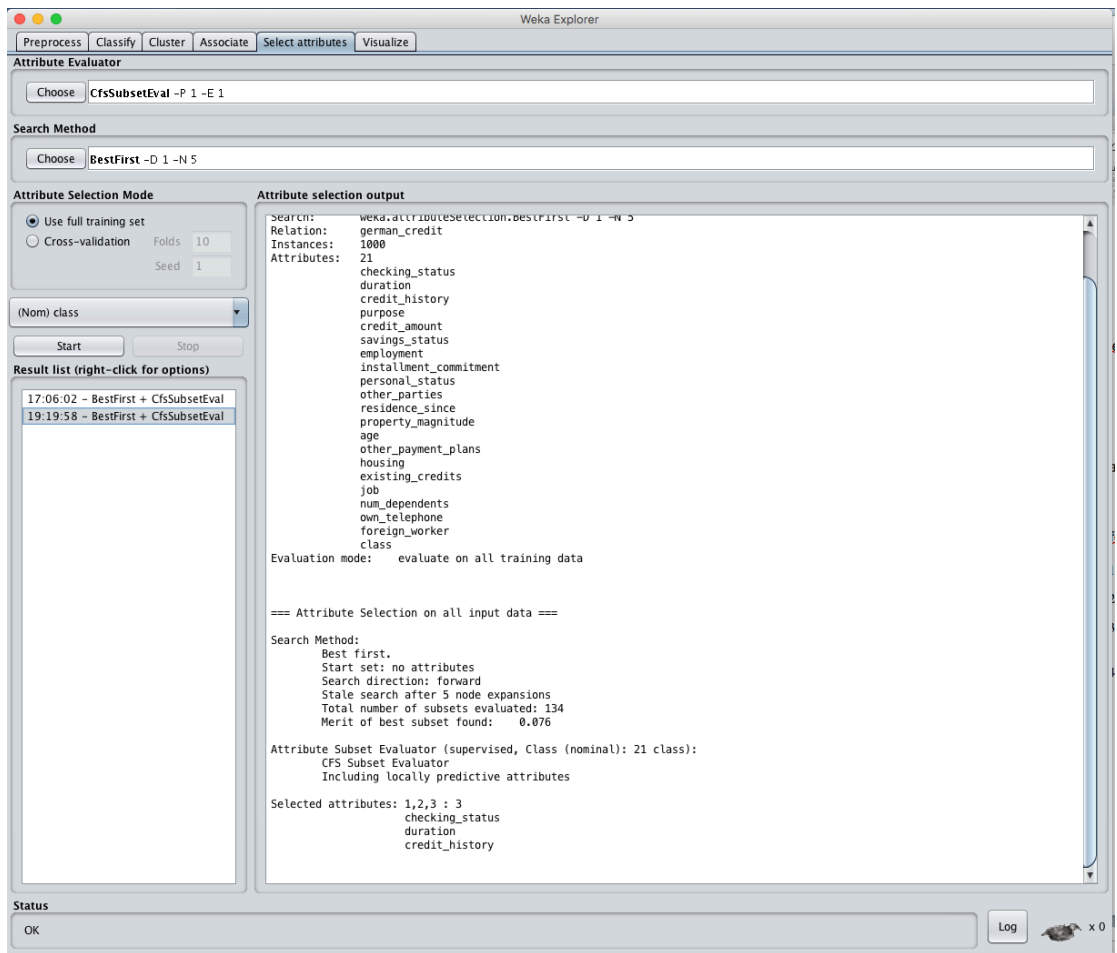 Weka Explorer
Preprocess Classify Cluster Associate Select attributes Visualize
Attribute Evaluator
Choose CfsSubsetEval -P 1 -E 1
Search Method
Choose BestFirst -D 1 -N 5
Attribute Selection Mode
Use full training set
Cross-validation Folds 10
Seed 1
(Nom) class
Start Stop
Result list (right-click for options)
17:06:02 - BestFirst + CfsSubsetEval
19:19:58 - BestFirst + CfsSubsetEval
Attribute selection output
Search: weka.attributeSelection.BestFirst -D 1 -N 5
Relation: german_credit
Instances: 1000
Attributes: 21
checking_status
duration
credit_history
purpose
credit_amount
savings_status
employment
installment_commitment
personal_status
other_parties
residence_since
property_magnitude
age
other_payment_plans
housing
existing_credits
job
num_dependents
own_telephone
foreign_worker
class
Evaluation mode: evaluate on all training data
=== Attribute Selection on all input data ===
Search Method:
Best first.
Start set: no attributes
Search direction: forward
Stale search after 5 node expansions
Total number of subsets evaluated: 134
Merit of best subset found: 0.076
Attribute Subset Evaluator (supervised, Class (nominal): 21 class):
CFS Subset Evaluator
Including locally predictive attributes
Selected attributes: 1,2,3 : 3
checking_status
duration
credit_history
Status
OK
Log x 0